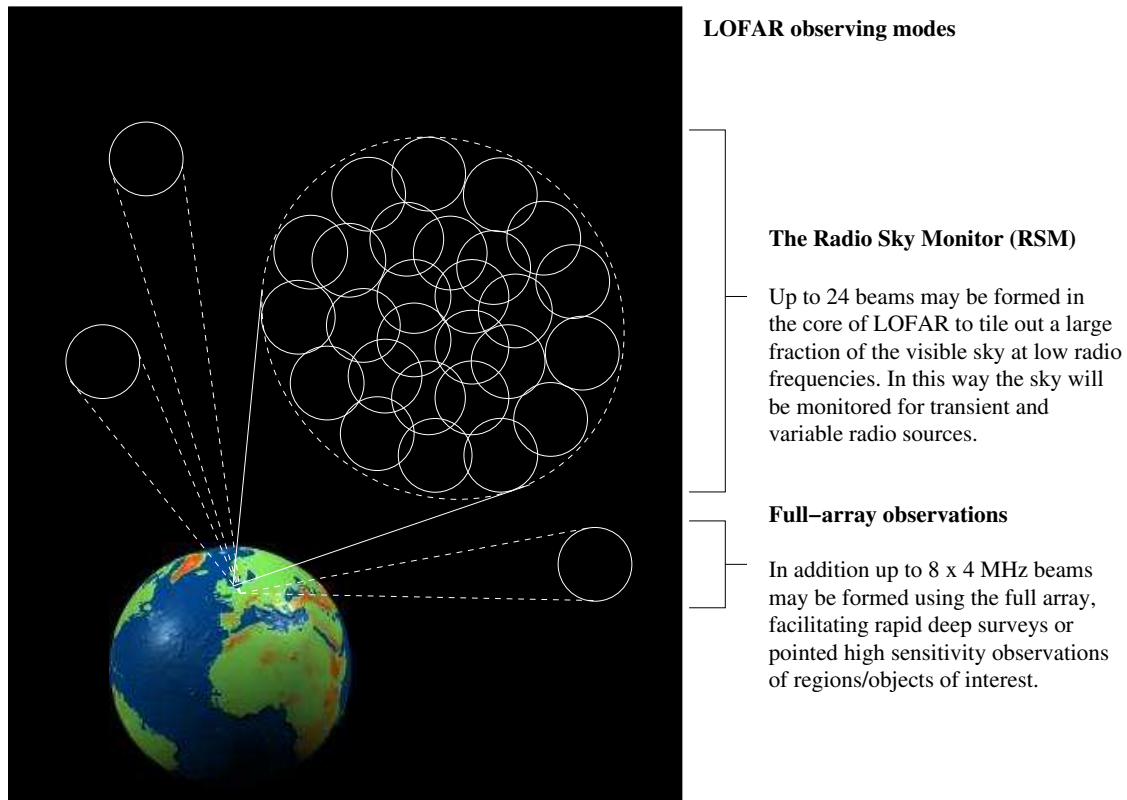 LOFAR observing modes
The Radio Sky Monitor (RSM)
Up to 24 beams may be formed in
the core of LOFAR to tile out a large
fraction of the visible sky at low radio
frequencies. In this way the sky will
be monitored for transient and
variable radio sources.
Full−array observations
In addition up to 8 x 4 MHz beams
may be formed using the full array,
facilitating rapid deep surveys or
pointed high sensitivity observations
of regions/objects of interest.